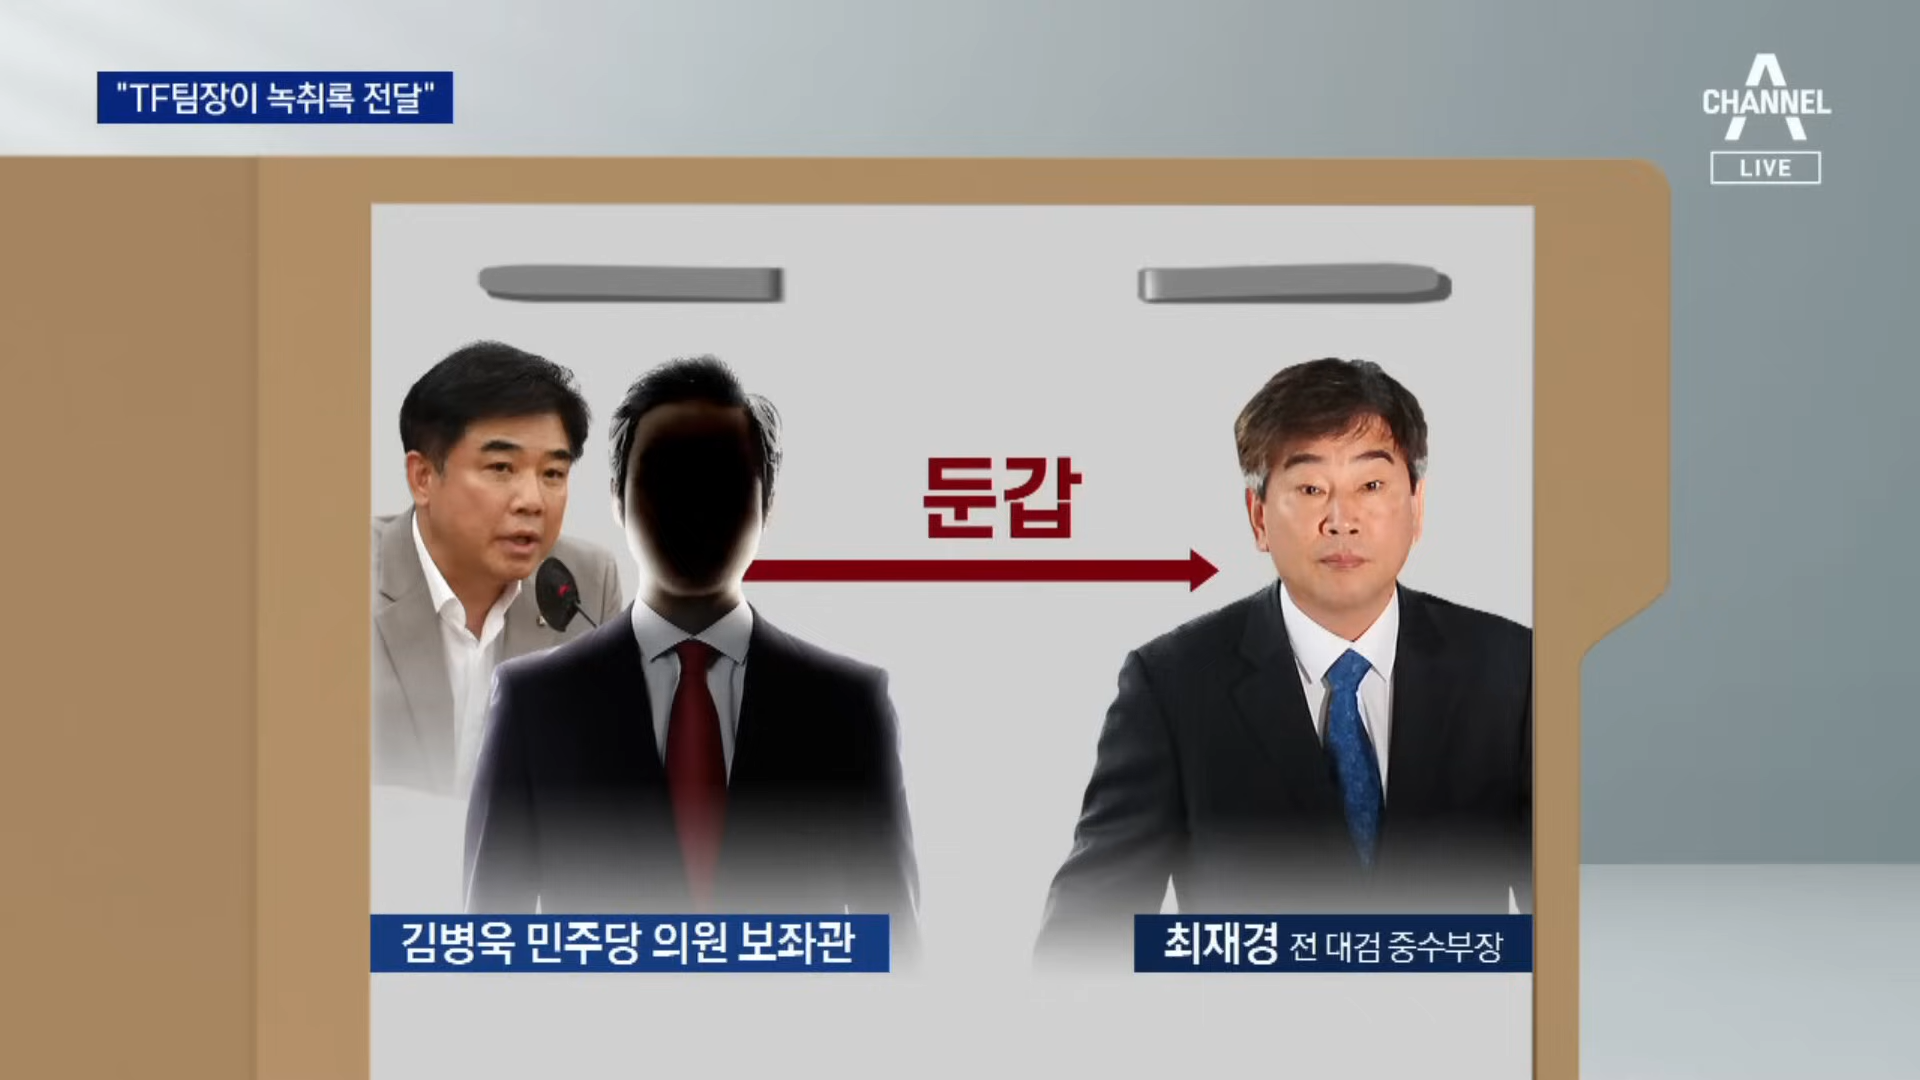 "TF팀장이 녹취록 전달"
CHANNEL A
LIVE
둔갑
김병욱 민주당 의원 보좌관
최재경 전 대검 중수부장